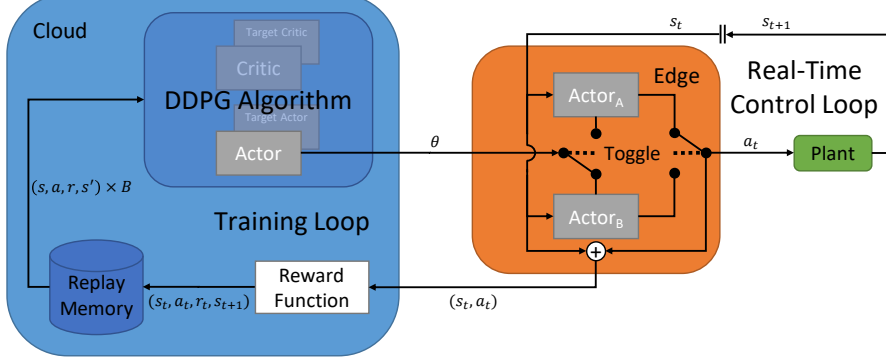 Cloud
Target Critic
Critic
DDPG Algorithm
Target Actor
Actor
(s, a, r, s′) × B
Training Loop
Replay
Memory
(s_t, a_t, r_t, s_{t+1})
Reward
Function
(s_t, a_t)
θ
s_t
s_{t+1}
Edge
Actor_A
Toggle
Actor_B
+
Real-Time
Control Loop
a_t
Plant